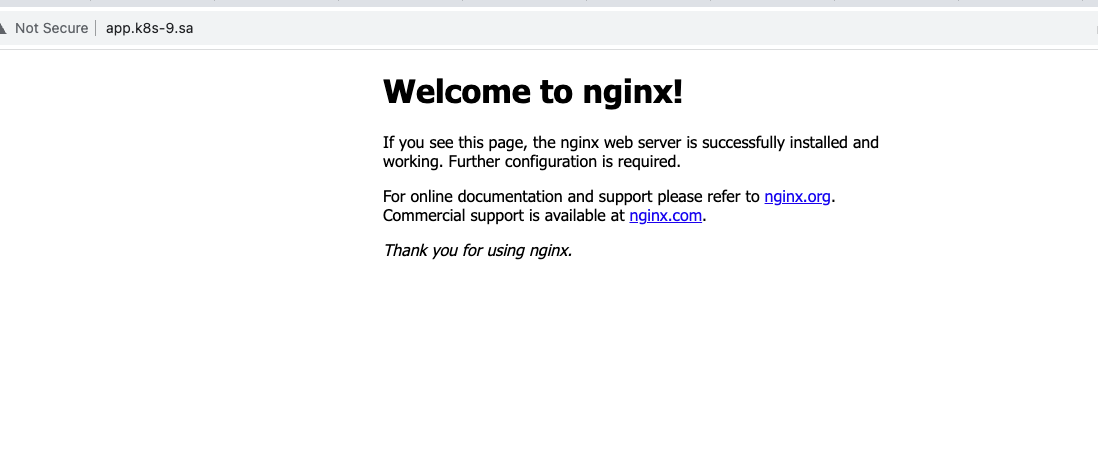 Not Secure app.k8s-9.sa
Welcome to nginx!
If you see this page, the nginx web server is successfully installed and
working. Further configuration is required.
For online documentation and support please refer to nginx.org.
Commercial support is available at nginx.com.
Thank you for using nginx.